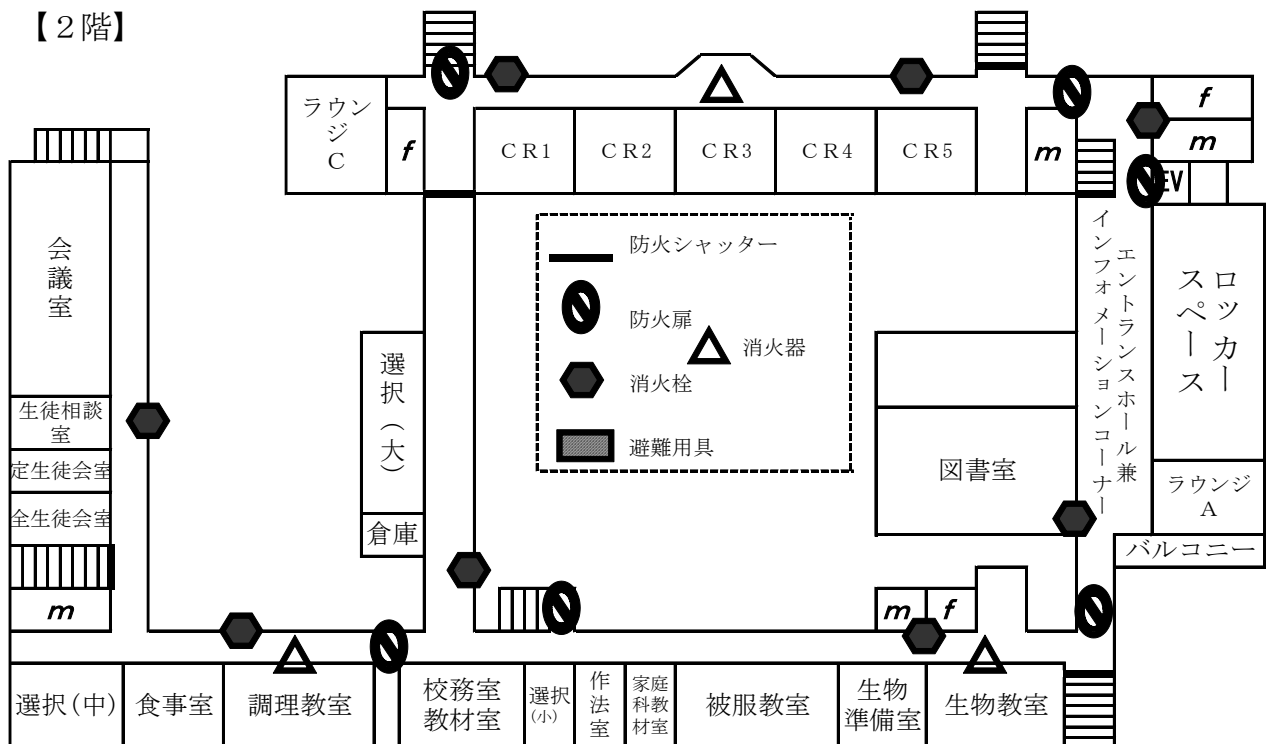 【２階】
ラウン
ジ
C
f
CR1
CR2
CR3
CR4
CR5
m
f
m
EV
会
議
室
生徒相談
室
定生徒会室
全生徒会室
m
選
択
（大）
倉庫
防火シャッター
防火扉
消火器
消火栓
避難用具
エントランスホール兼
インフォメーションコーナー
ロッカー
スペース
図書室
ラウンジ
A
バルコニー
m
f
選択（中）
食事室
調理教室
校務室
教材室
選択
（小）
作
法
室
家庭
科教
材室
被服教室
生物
準備室
生物教室